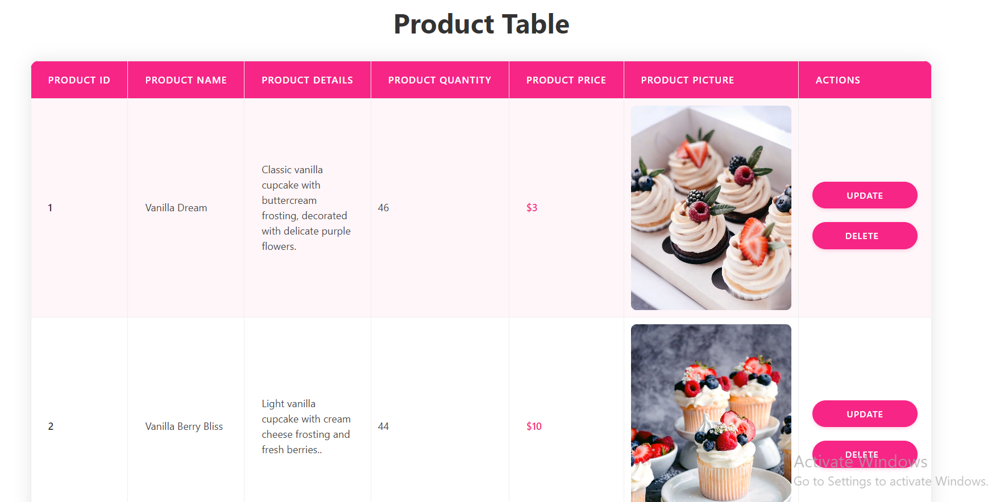 Product Table
PRODUCT ID PRODUCT NAME PRODUCT DETAILS PRODUCT QUANTITY PRODUCT PRICE PRODUCT PICTURE ACTIONS
1
Vanilla Dream
Classic vanilla
cupcake with
buttercream
frosting, decorated
with delicate purple
flowers.
46
$3
UPDATE
DELETE
2
Vanilla Berry Bliss
Light vanilla
cupcake with cream
cheese frosting and
fresh berries..
44
$10
UPDATE
DELETE
Activate Windows
Go to Settings to activate Windows.